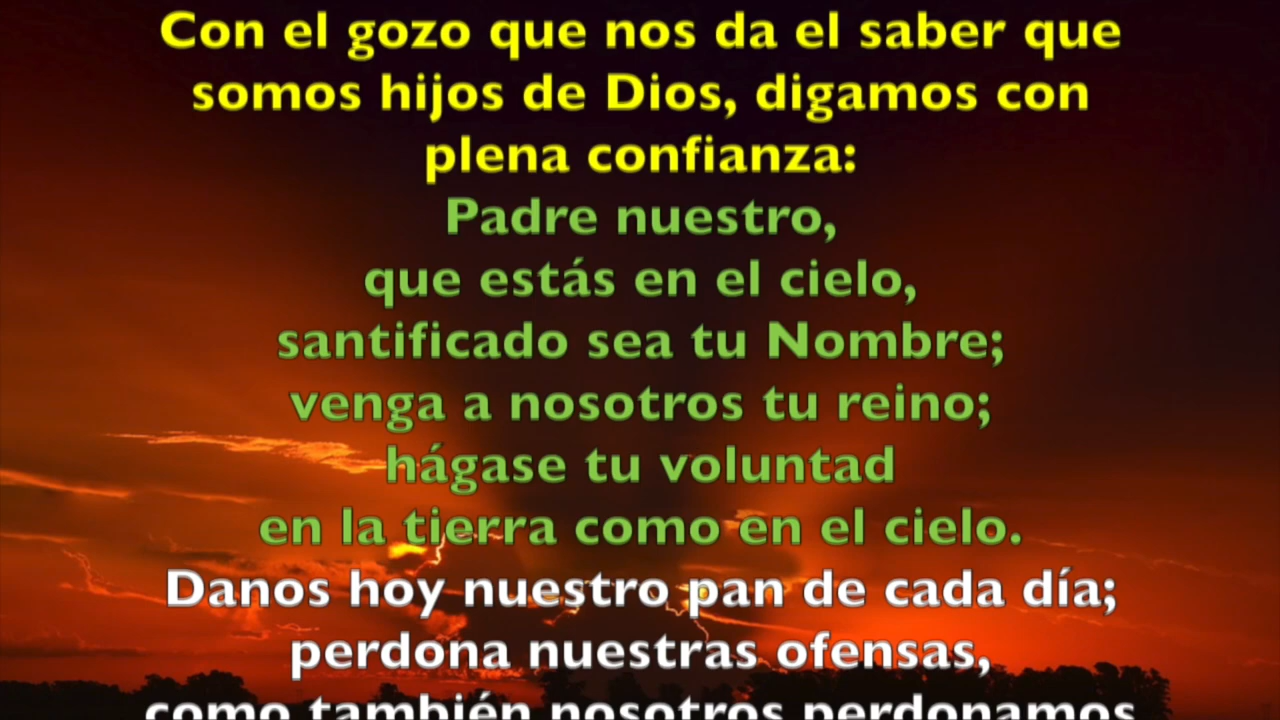 Con el gozo que nos da el saber que
somos hijos de Dios, digamos con
plena confianza:
Padre nuestro,
que estás en el cielo,
santificado sea tu Nombre;
venga a nosotros tu reino;
hágase tu voluntad
en la tierra como en el cielo.
Danos hoy nuestro pan de cada día;
perdona nuestras ofensas,
como también nosotros perdonamos